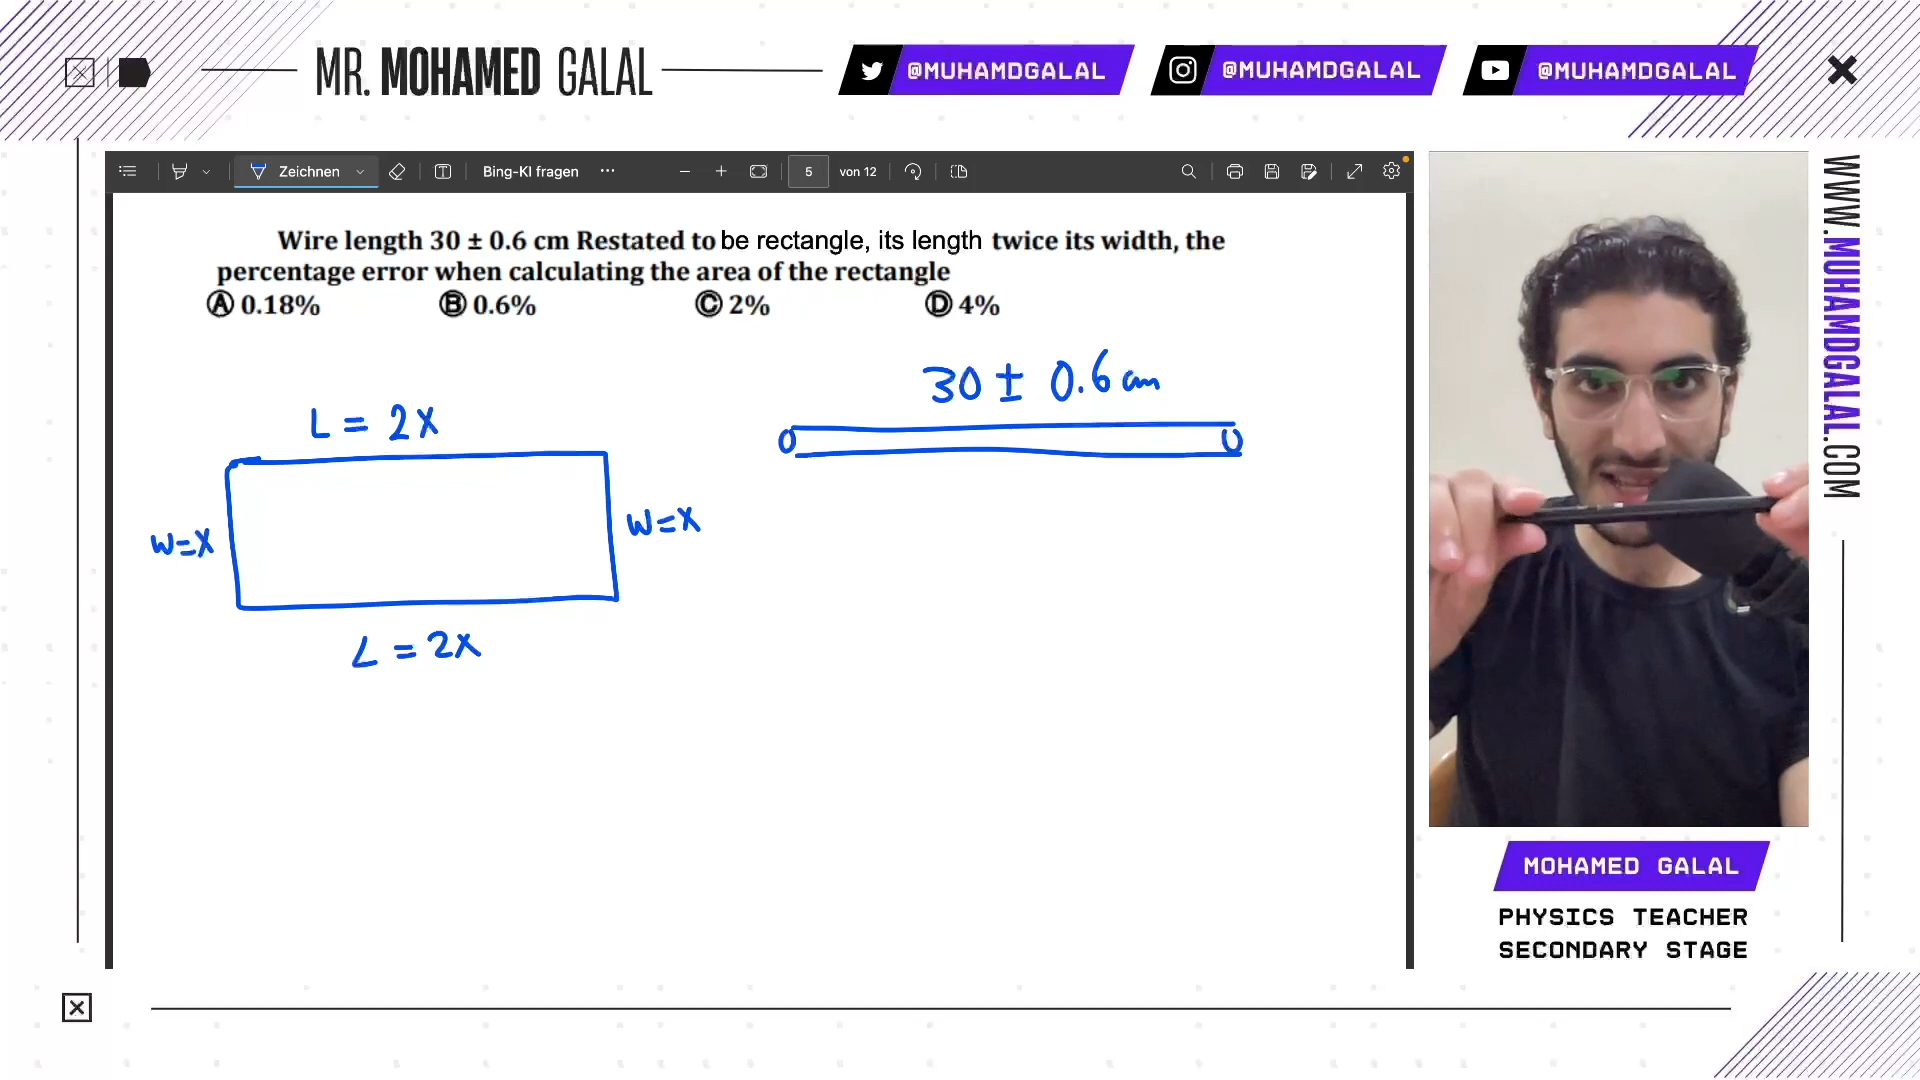 MR. MOHAMED GALAL
@MUHAMDGALAL
@MUHAMDGALAL
@MUHAMDGALAL
Zeichnen
Bing-KI fragen
5
von 12
Wire length 30 ± 0.6 cm Restated to be rectangle, its length twice its width, the
percentage error when calculating the area of the rectangle
Ⓐ 0.18% Ⓑ 0.6% Ⓒ 2% Ⓓ 4%
30 ± 0.6 cm
L = 2X
W=X
W=X
L = 2X
WWW.MUHAMDGALAL.COM
MOHAMED GALAL
PHYSICS TEACHER
SECONDARY STAGE